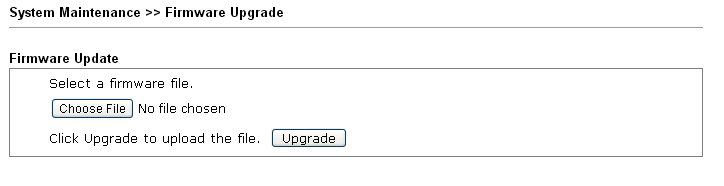 System Maintenance >> Firmware Upgrade
Firmware Update
Select a firmware file.
Choose File No file chosen
Click Upgrade to upload the file. Upgrade